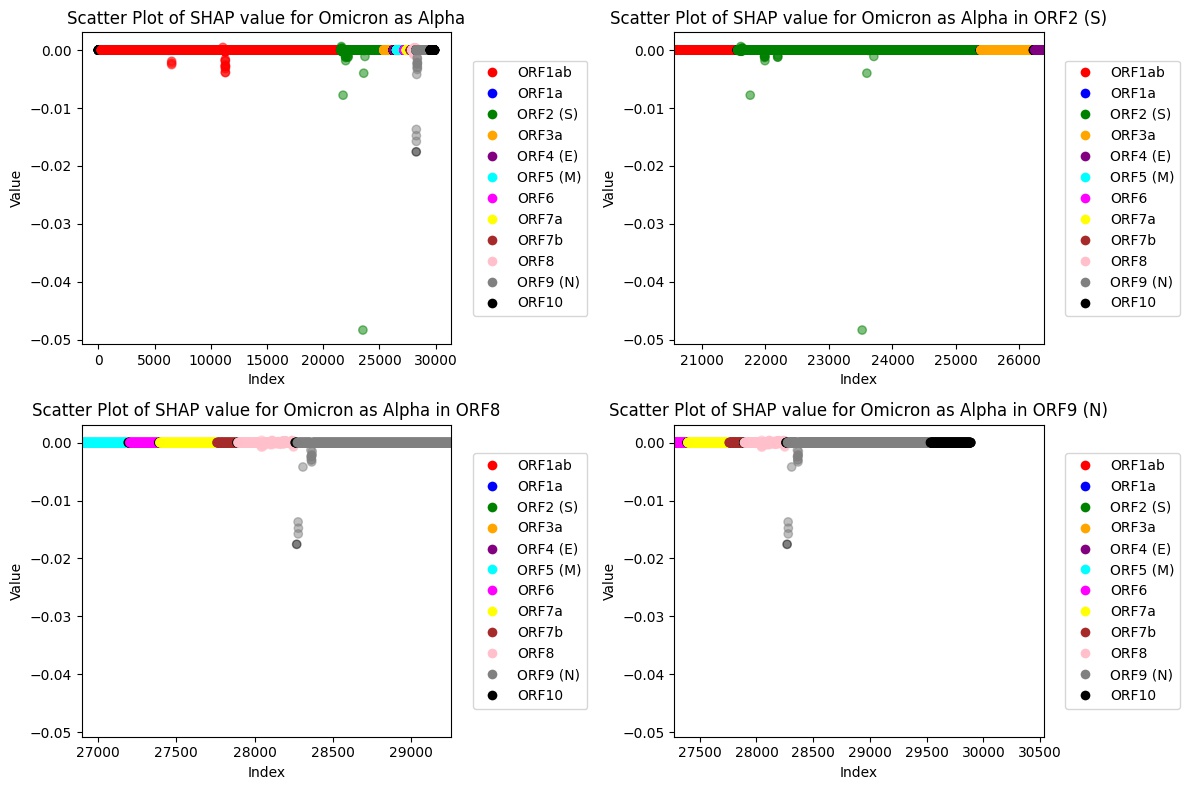 Scatter Plot of SHAP value for Omicron as Alpha
0.00
−0.01
−0.02
−0.03
−0.04
−0.05
Value
0
5000
10000
15000
20000
25000
30000
Index
ORF1ab
ORF1a
ORF2 (S)
ORF3a
ORF4 (E)
ORF5 (M)
ORF6
ORF7a
ORF7b
ORF8
ORF9 (N)
ORF10
Scatter Plot of SHAP value for Omicron as Alpha in ORF2 (S)
0.00
−0.01
−0.02
−0.03
−0.04
−0.05
Value
21000
22000
23000
24000
25000
26000
Index
ORF1ab
ORF1a
ORF2 (S)
ORF3a
ORF4 (E)
ORF5 (M)
ORF6
ORF7a
ORF7b
ORF8
ORF9 (N)
ORF10
Scatter Plot of SHAP value for Omicron as Alpha in ORF8
0.00
−0.01
−0.02
−0.03
−0.04
−0.05
Value
27000
27500
28000
28500
29000
Index
ORF1ab
ORF1a
ORF2 (S)
ORF3a
ORF4 (E)
ORF5 (M)
ORF6
ORF7a
ORF7b
ORF8
ORF9 (N)
ORF10
Scatter Plot of SHAP value for Omicron as Alpha in ORF9 (N)
0.00
−0.01
−0.02
−0.03
−0.04
−0.05
Value
27500
28000
28500
29000
29500
30000
30500
Index
ORF1ab
ORF1a
ORF2 (S)
ORF3a
ORF4 (E)
ORF5 (M)
ORF6
ORF7a
ORF7b
ORF8
ORF9 (N)
ORF10